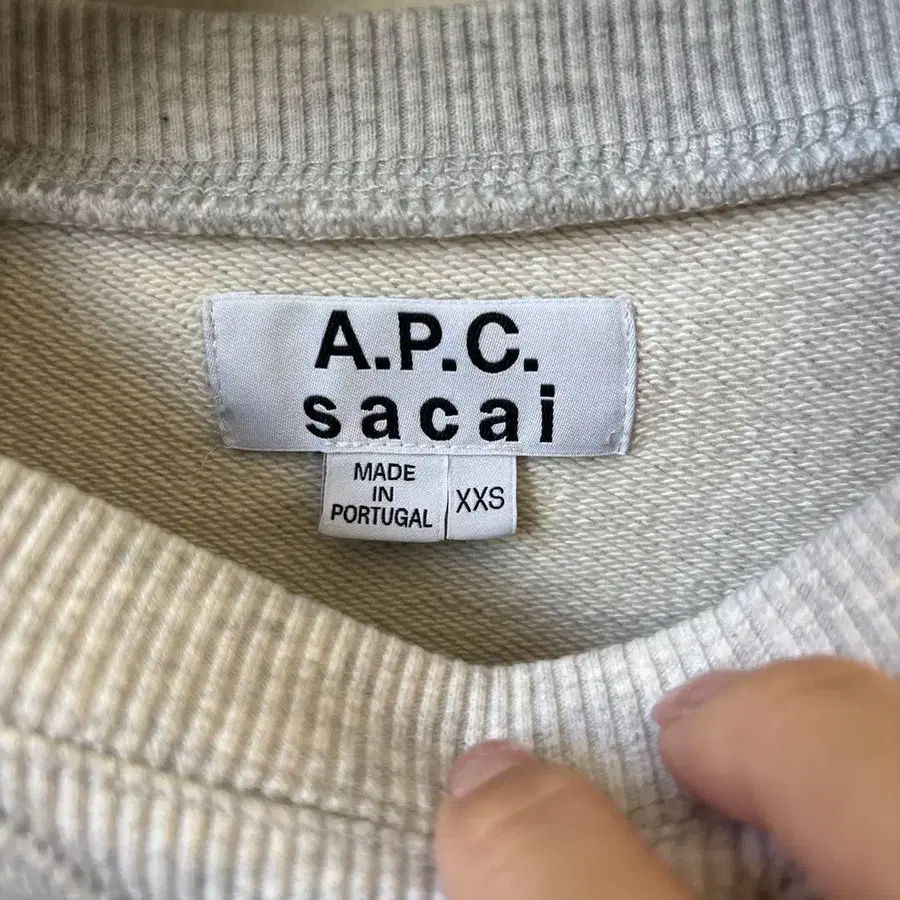 A.P.C.
sacai
MADE
IN
PORTUGAL
XXS